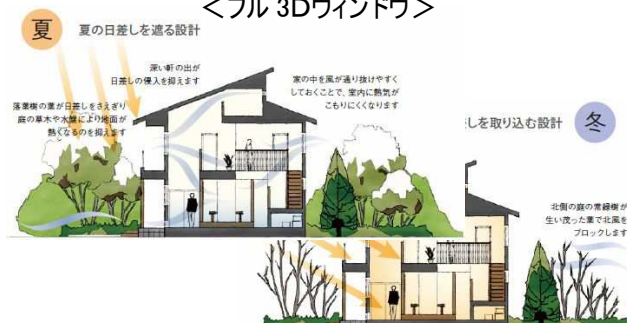 ＜フル 3Dウィンドウ＞
夏
夏の日差しを遮る設計
深い軒の出が
日差しの侵入を抑えます
落葉樹の葉が日差しをさえぎり
庭の草木や水盤により地面が
熱くなるのを抑えます
家の中を風が通り抜けやすく
しておくことで、室内に熱気が
こもりにくくなります
しを取り込む設計
冬
北側の庭の常緑樹が
生い茂った葉で北風を
ブロックします